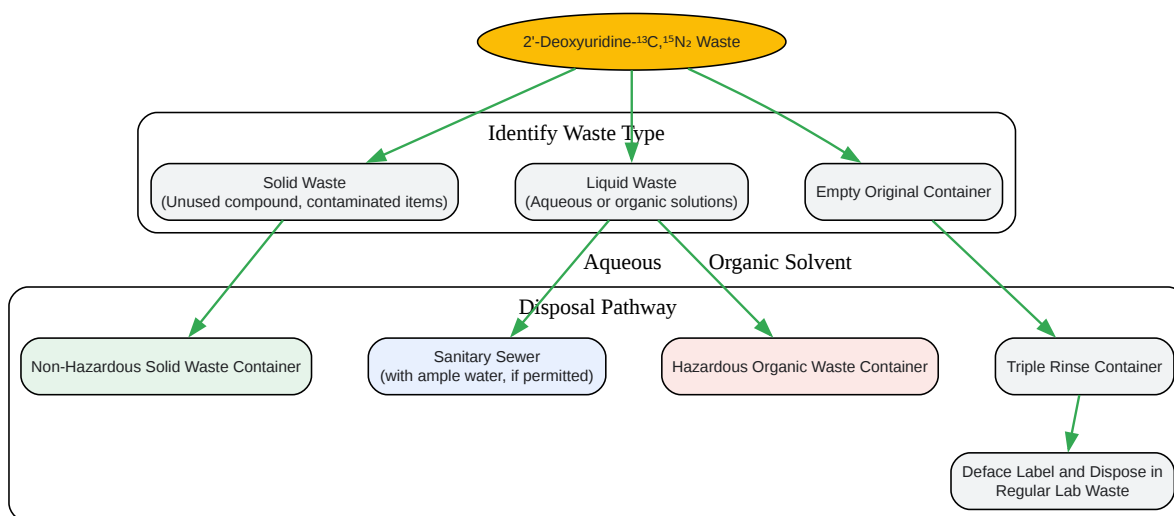 2'-Deoxyuridine-¹³C,¹⁵N₂ Waste
Identify Waste Type
Solid Waste
(Unused compound, contaminated items)
Liquid Waste
(Aqueous or organic solutions)
Empty Original Container
Aqueous
Organic Solvent
Disposal Pathway
Non-Hazardous Solid Waste Container
Sanitary Sewer
(with ample water, if permitted)
Hazardous Organic Waste Container
Triple Rinse Container
Deface Label and Dispose in
Regular Lab Waste